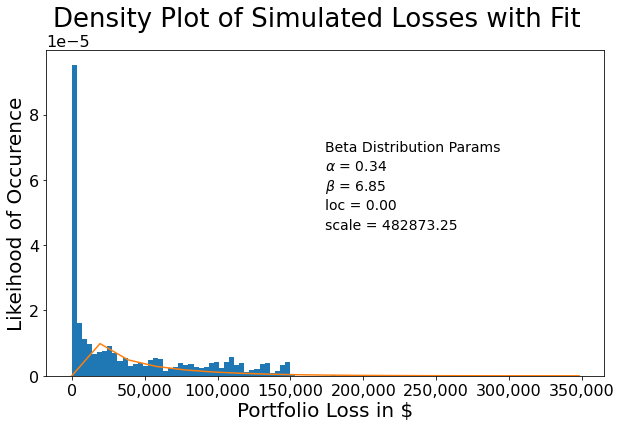 Density Plot of Simulated Losses with Fit
1e−5
8
6
4
2
0
Likeihood of Occurence
Beta Distribution Params
α = 0.34
β = 6.85
loc = 0.00
scale = 482873.25
0 50,000 100,000 150,000 200,000 250,000 300,000 350,000
Portfolio Loss in $